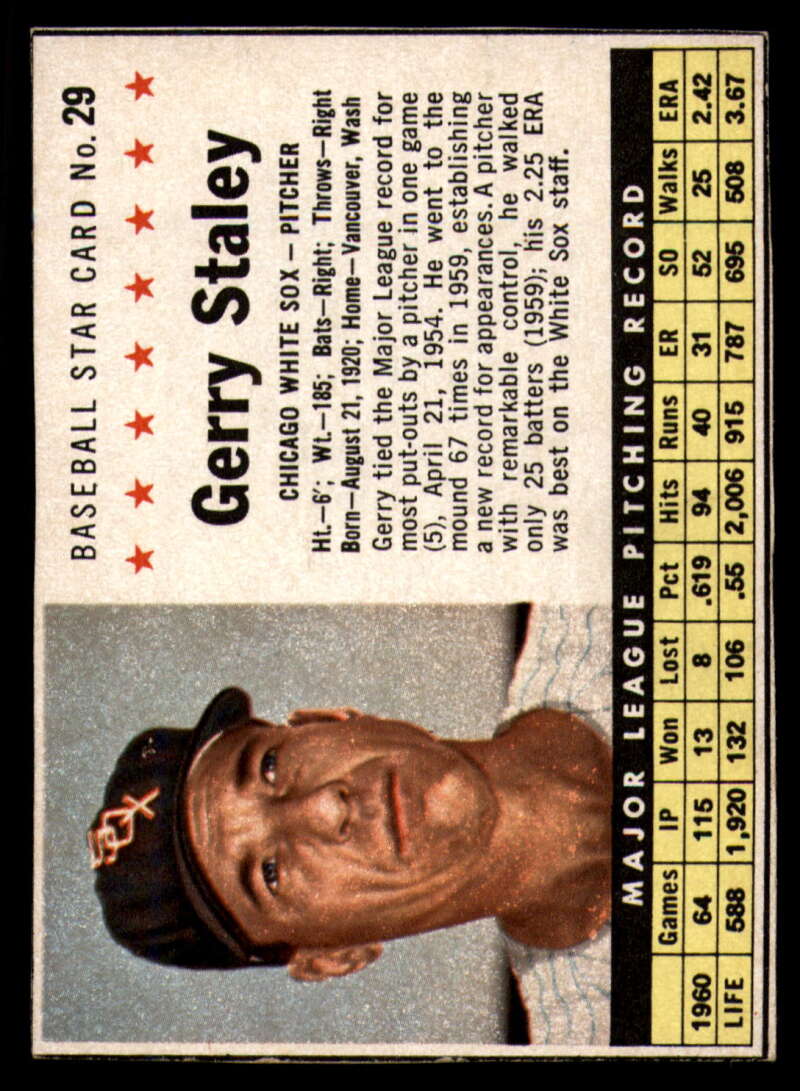 BASEBALL STAR CARD No. 29
Gerry Staley
CHICAGO WHITE SOX – PITCHER
Ht.–6'; Wt.–185; Bats–Right; Throws–Right
Born–August 21, 1920; Home–Vancouver, Wash
Gerry tied the Major League record for
most put-outs by a pitcher in one game
(5), April 21, 1954. He went to the
mound 67 times in 1959, establishing
a new record for appearances. A pitcher
with remarkable control, he walked
only 25 batters (1959); his 2.25 ERA
was best on the White Sox staff.
SOX
MAJOR LEAGUE PITCHING RECORD
Games IP Won Lost Pct Hits Runs ER SO Walks ERA
1960 64 115 13 8 .619 94 40 31 52 25 2.42
LIFE 588 1,920 132 106 .55 2,006 915 787 695 508 3.67